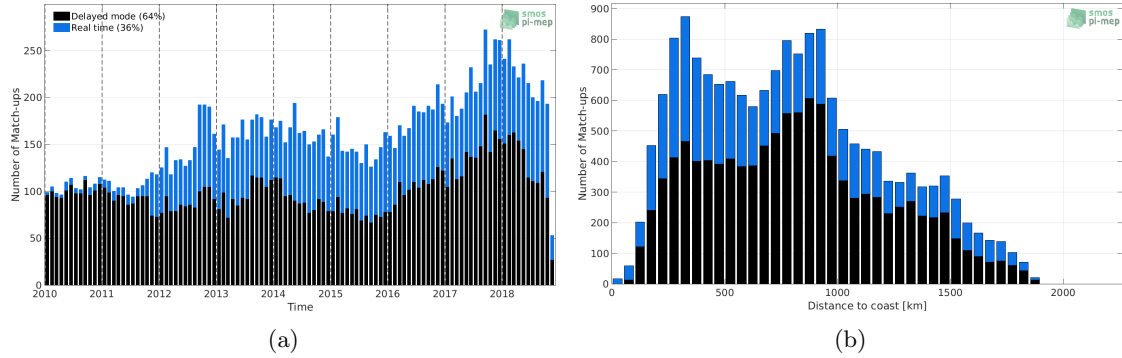 Delayed mode (64%)
Real time (36%)
smos
pi-mep
Number of Match-ups
250
200
150
100
50
0
2010 2011 2012 2013 2014 2015 2016 2017 2018
Time
(a)
smos
pi-mep
Number of Match-ups
900
800
700
600
500
400
300
200
100
0
0 500 1000 1500 2000
Distance to coast [km]
(b)